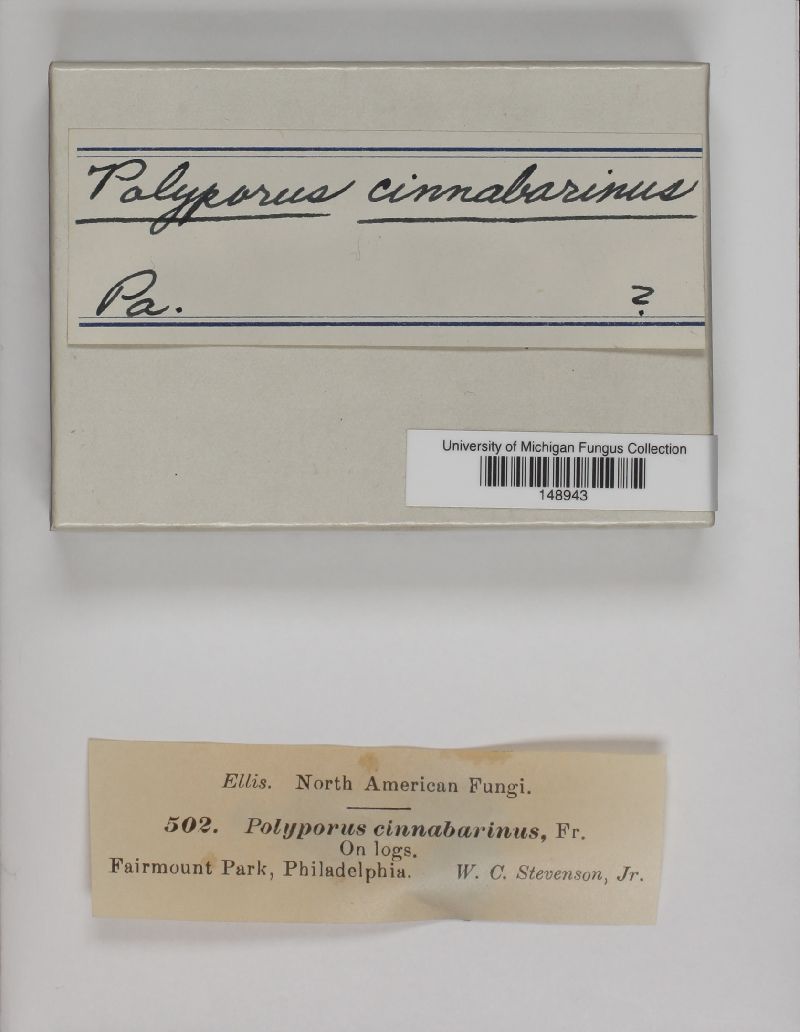 Polyporus cinnabarinus
Pa. ?
University of Michigan Fungus Collection
148943
Ellis. North American Fungi.
502. Polyporus cinnabarinus, Fr.
On logs.
Fairmount Park, Philadelphia. W. C. Stevenson, Jr.